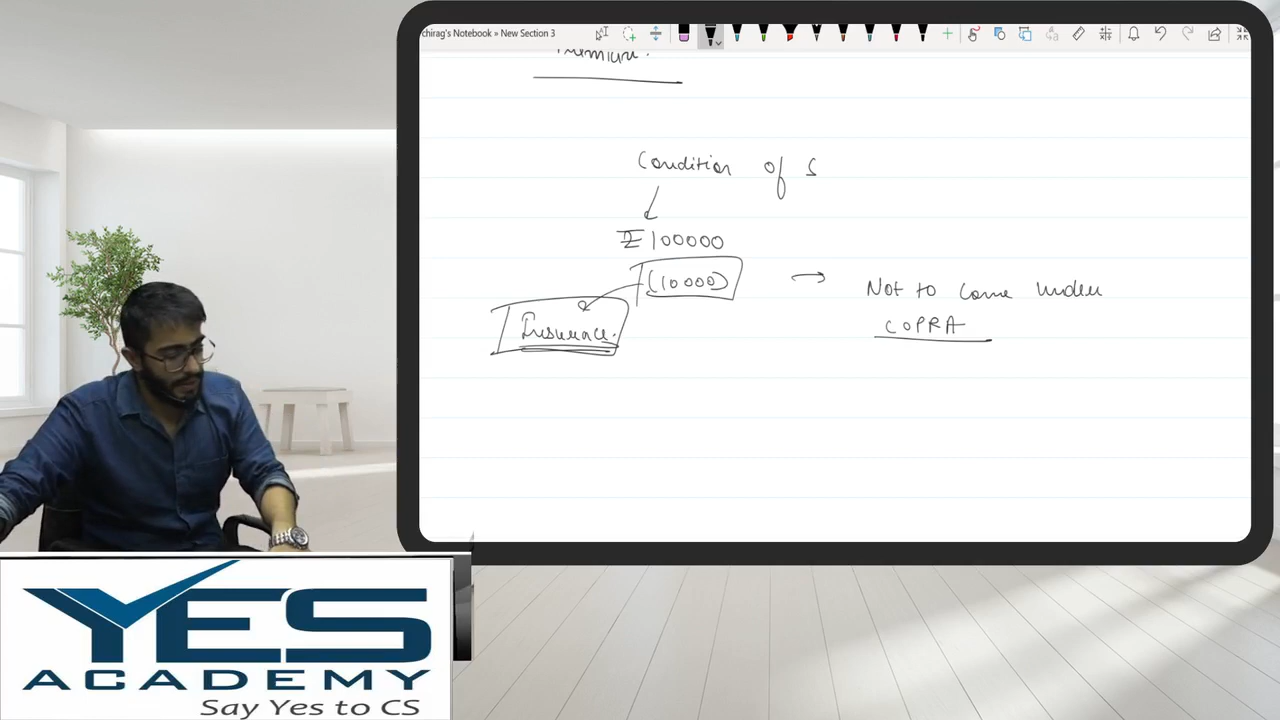 chirag's Notebook » New Section 3
Premium.
Condition of S
₹100000
(10000) → Not to come under
Insurance.
COPRA
YES
ACADEMY
Say Yes to CS